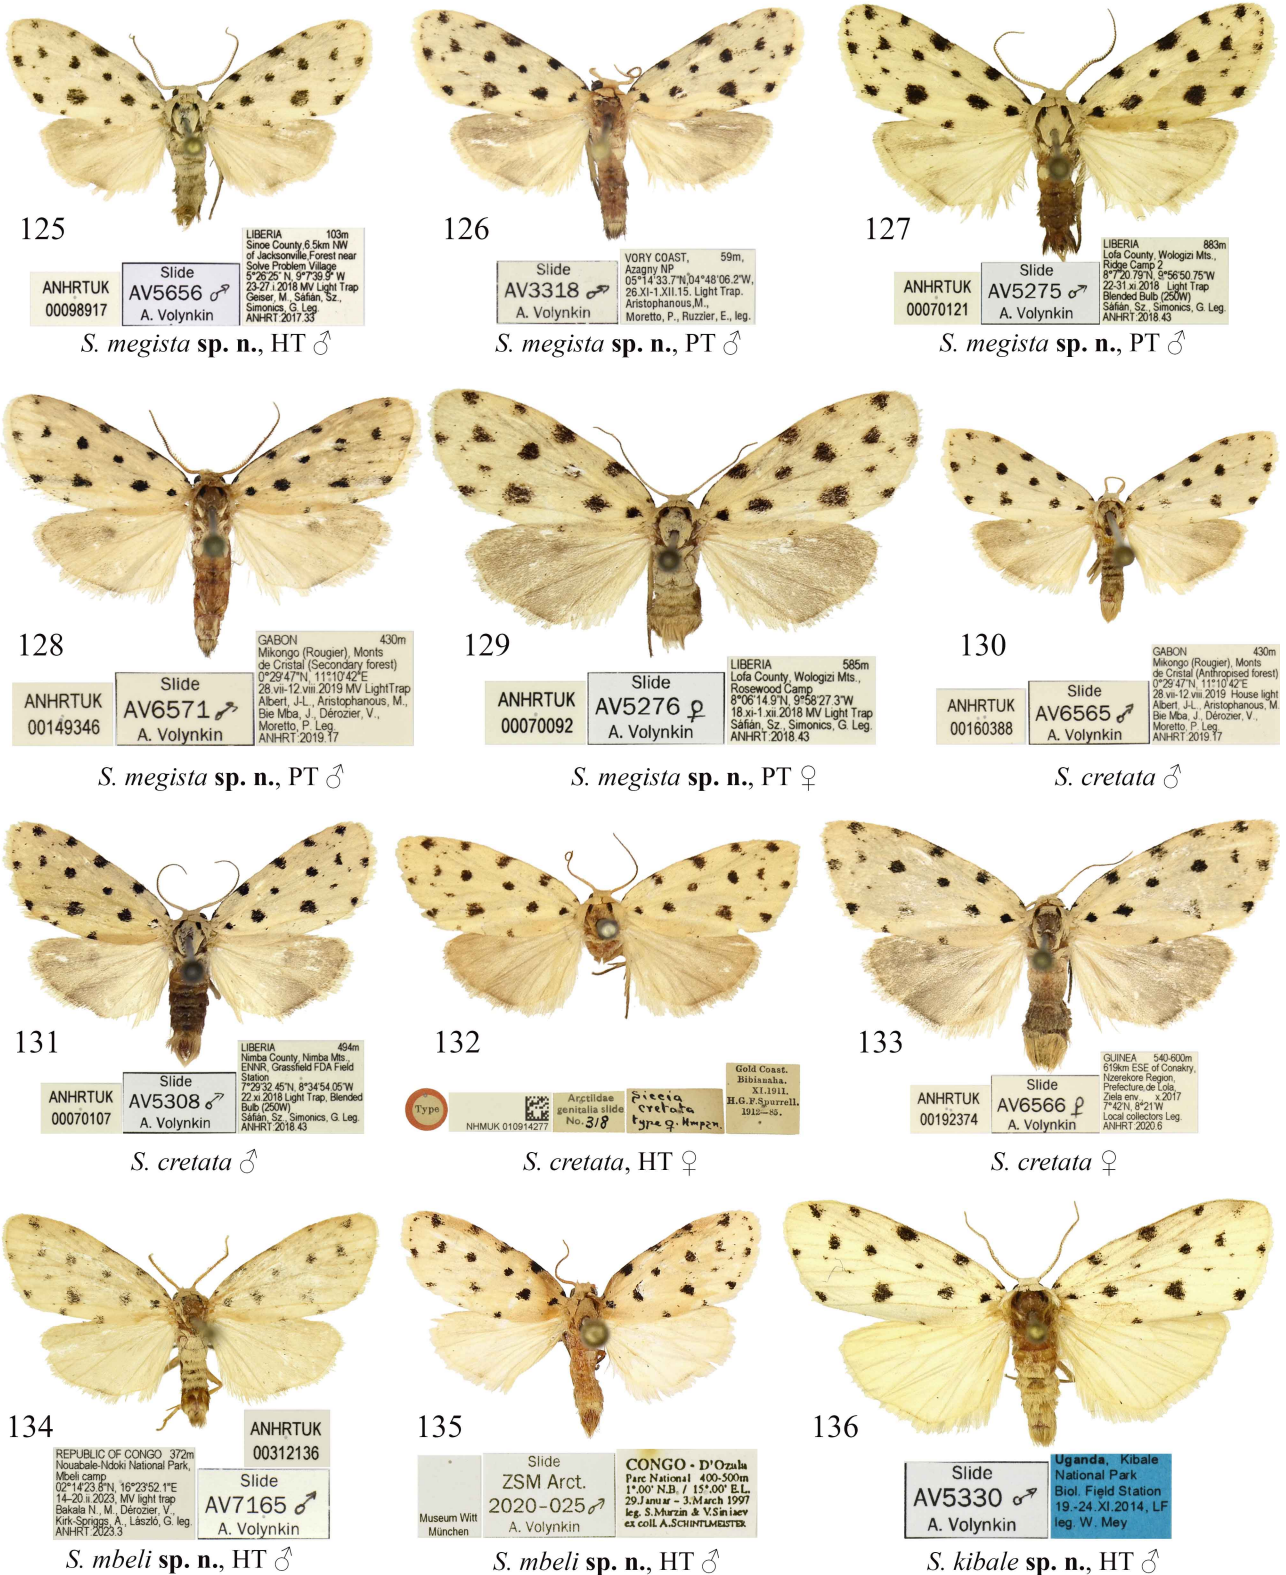 125
ANHRTUK
00098917
Slide
AV5656 ♂
A. Volynkin
LIBERIA 103m
Sinoe County, 6.5km NW
of Jacksonville, Forest near
Solve Problem Village
5°26'25" N, 9°7'39.9" W
23-27.i.2018 MV Light Trap
Geiser, M., Sáfián, Sz.,
Simonics, G. Leg.
ANHRT:2017.33
S. megista sp. n., HT ♂
126
Slide
AV3318 ♂
A. Volynkin
VORY COAST, 59m,
Azagny NP
05°14'33.7"N,04°48'06.2"W,
26.XI-1.XII.15. Light Trap.
Aristophanous,M.,
Moretto, P., Ruzzier, E., leg.
S. megista sp. n., PT ♂
127
ANHRTUK
00070121
Slide
AV5275 ♂
A. Volynkin
LIBERIA 883m
Lofa County, Wologizi Mts.,
Ridge Camp 2
8°7'20.79"N, 9°56'50.75"W
22-31.xi.2018 Light Trap
Blended Bulb (250W)
Sáfián, Sz., Simonics, G. Leg.
ANHRT:2018.43
S. megista sp. n., PT ♂
128
ANHRTUK
00149346
Slide
AV6571 ♂
A. Volynkin
GABON 430m
Mikongo (Rougier), Monts
de Cristal (Secondary forest)
0°29'47"N, 11°10'42"E
28.vii-12.viii.2019 MV LightTrap
Albert, J-L., Aristophanous, M.,
Bie Mba, J., Dérozier, V.,
Moretto, P. Leg.
ANHRT:2019.17
S. megista sp. n., PT ♂
129
ANHRTUK
00070092
Slide
AV5276 ♀
A. Volynkin
LIBERIA 585m
Lofa County, Wologizi Mts.,
Rosewood Camp
8°06'14.9"N, 9°58'27.3"W
18.xi-1.xii.2018 MV Light Trap
Sáfián, Sz., Simonics, G. Leg.
ANHRT:2018.43
S. megista sp. n., PT ♀
130
ANHRTUK
00160388
Slide
AV6565 ♂
A. Volynkin
GABON 430m
Mikongo (Rougier), Monts
de Cristal (Anthropised forest)
0°29'47"N, 11°10'42"E
28.vii-12.viii.2019 House light
Albert, J-L., Aristophanous, M.
Bie Mba, J., Dérozier, V.,
Moretto, P. Leg.
ANHRT:2019.17
S. cretata ♂
131
ANHRTUK
00070107
Slide
AV5308 ♂
A. Volynkin
LIBERIA 494m
Nimba County, Nimba Mts.,
ENNR, Grassfield FDA Field
Station
7°29'32.45"N, 8°34'54.05"W
22.xi.2018 Light Trap, Blended
Bulb (250W)
Sáfián, Sz., Simonics, G. Leg.
ANHRT:2018.43
S. cretata ♂
132
Type
NHMUK 010914277
Arctiidae
genitalia slide
No. 318
Siccia
cretata
type ♀. Hmpsn.
Gold Coast.
Bibianaha.
XI.1911.
H.G.F.Spurrell.
1912—85.
S. cretata, HT ♀
133
ANHRTUK
00192374
Slide
AV6566 ♀
A. Volynkin
GUINEA 540-600m
619km ESE of Conakry,
Nzerekore Region,
Prefecture,de Lola,
Ziela env., x.2017
7°42'N, 8°21'W
Local collectors Leg.
ANHRT:2020.6
S. cretata ♀
134
REPUBLIC OF CONGO 372m
Nouabale-Ndoki National Park,
Mbeli camp
02°14'23.8"N, 16°23'52.1"E
14–20.ii.2023, MV light trap
Bakala N., M., Dérozier, V.,
Kirk-Spriggs, A., László, G. leg.
ANHRT:2023.3
ANHRTUK
00312136
Slide
AV7165 ♂
A. Volynkin
S. mbeli sp. n., HT ♂
135
Museum Witt
München
Slide
ZSM Arct.
2020-025♂
A. Volynkin
CONGO - D'Ozala
Parc National 400-500m
1°.00' N.B. / 15°.00' E.L.
29.Januar - 3.March 1997
leg. S.Murzin & V.Siniaev
ex coll. A.SCHINTLMEISTER
S. mbeli sp. n., HT ♂
136
Slide
AV5330 ♂
A. Volynkin
Uganda, Kibale
National Park
Biol. Field Station
19.-24.XI.2014, LF
leg. W. Mey
S. kibale sp. n., HT ♂